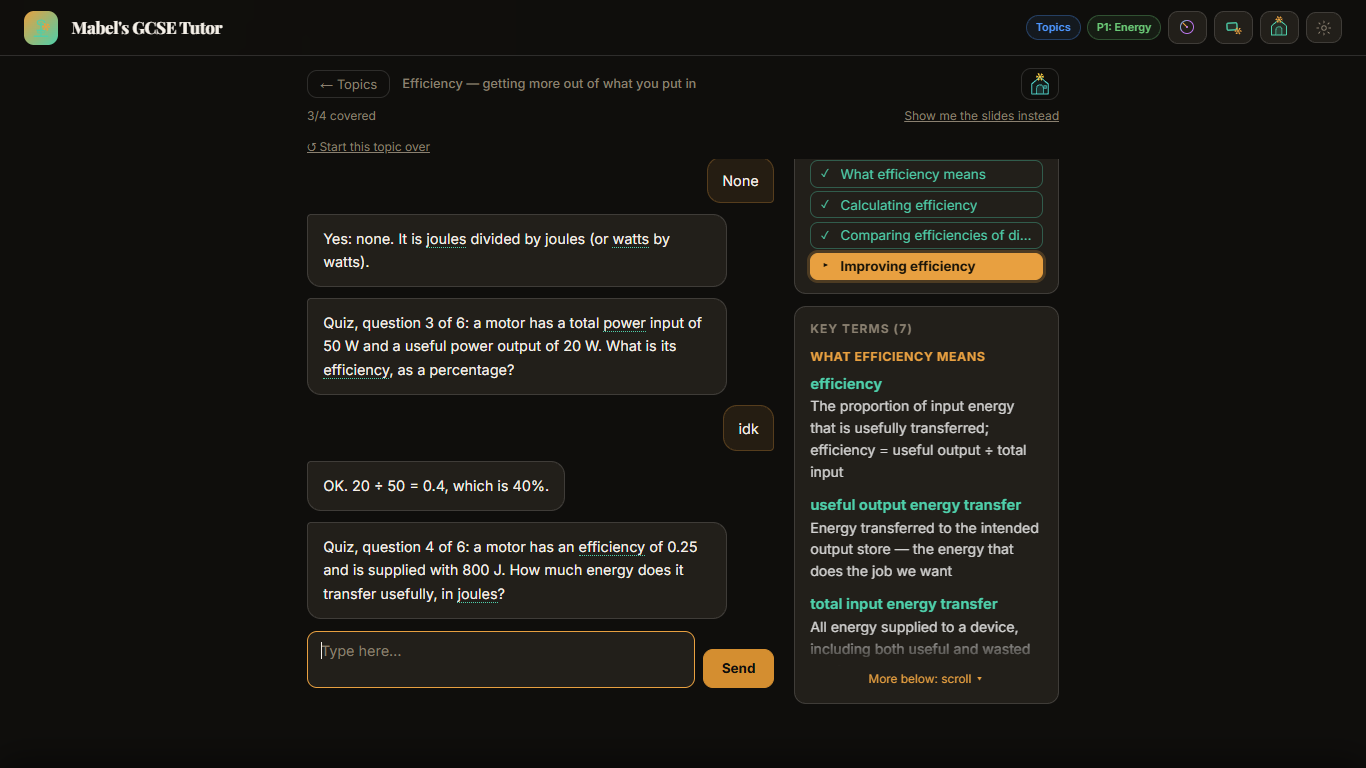 Mabel's GCSE Tutor
Topics
P1: Energy
← Topics
Efficiency — getting more out of what you put in
3/4 covered
Show me the slides instead
↺ Start this topic over
None
Yes: none. It is joules divided by joules (or watts by
watts).
Quiz, question 3 of 6: a motor has a total power input of
50 W and a useful power output of 20 W. What is its
efficiency, as a percentage?
idk
OK. 20 ÷ 50 = 0.4, which is 40%.
Quiz, question 4 of 6: a motor has an efficiency of 0.25
and is supplied with 800 J. How much energy does it
transfer usefully, in joules?
Type here...
Send
✓ What efficiency means
✓ Calculating efficiency
✓ Comparing efficiencies of di...
‣ Improving efficiency
KEY TERMS (7)
WHAT EFFICIENCY MEANS
efficiency
The proportion of input energy
that is usefully transferred;
efficiency = useful output ÷ total
input
useful output energy transfer
Energy transferred to the intended
output store — the energy that
does the job we want
total input energy transfer
All energy supplied to a device,
including both useful and wasted
More below: scroll ▾